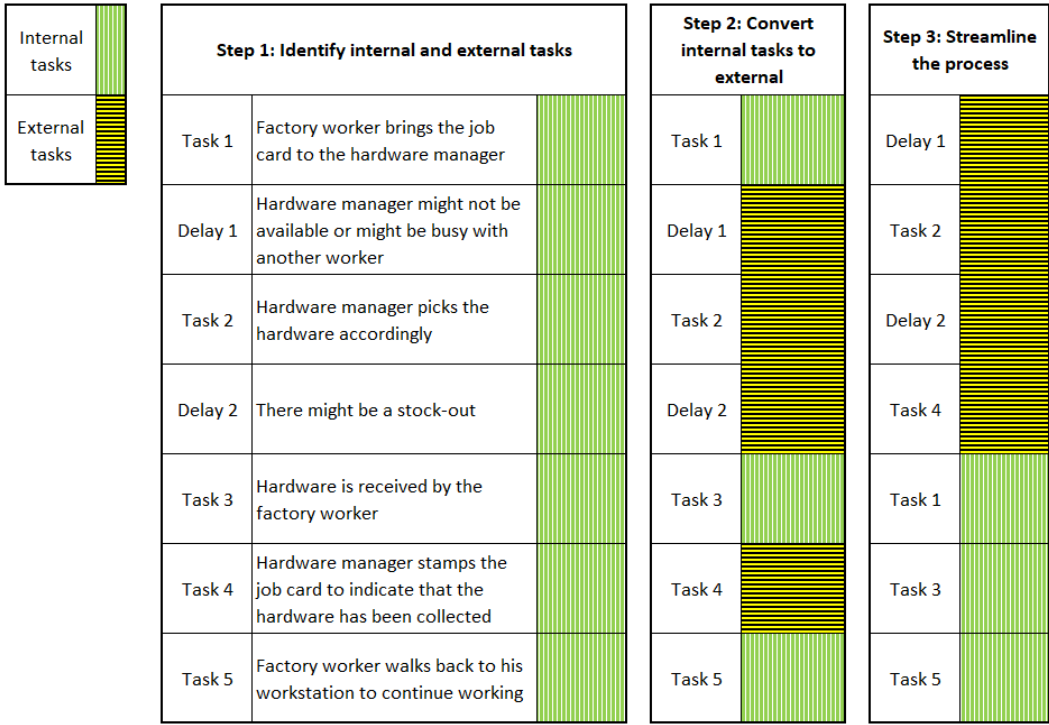 Internal
tasks
External
tasks
Step 1: Identify internal and external tasks
Task 1
Factory worker brings the job
card to the hardware manager
Delay 1
Hardware manager might not be
available or might be busy with
another worker
Task 2
Hardware manager picks the
hardware accordingly
Delay 2
There might be a stock-out
Task 3
Hardware is received by the
factory worker
Task 4
Hardware manager stamps the
job card to indicate that the
hardware has been collected
Task 5
Factory worker walks back to his
workstation to continue working
Step 2: Convert
internal tasks to
external
Task 1
Delay 1
Task 2
Delay 2
Task 3
Task 4
Task 5
Step 3: Streamline
the process
Delay 1
Task 2
Delay 2
Task 4
Task 1
Task 3
Task 5